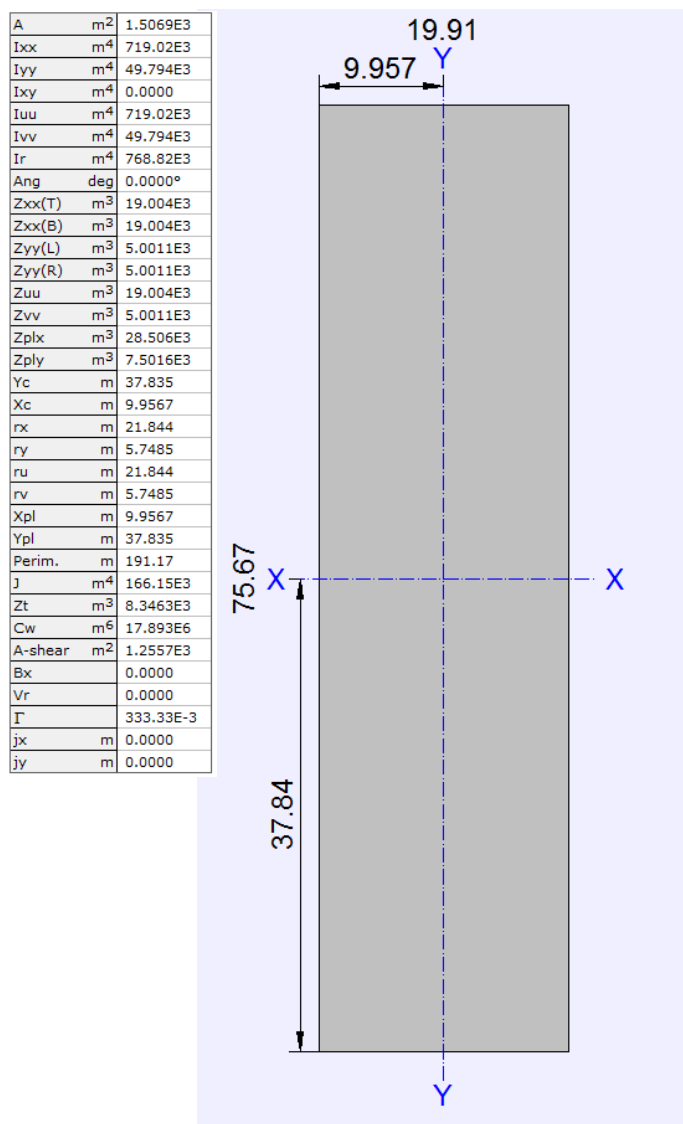 A m² 1.5069E3
Ixx m⁴ 719.02E3
Iyy m⁴ 49.794E3
Ixy m⁴ 0.0000
Iuu m⁴ 719.02E3
Ivv m⁴ 49.794E3
Ir m⁴ 768.82E3
Ang deg 0.0000°
Zxx(T) m³ 19.004E3
Zxx(B) m³ 19.004E3
Zyy(L) m³ 5.0011E3
Zyy(R) m³ 5.0011E3
Zuu m³ 19.004E3
Zvv m³ 5.0011E3
Zplx m³ 28.506E3
Zply m³ 7.5016E3
Yc m 37.835
Xc m 9.9567
rx m 21.844
ry m 5.7485
ru m 21.844
rv m 5.7485
Xpl m 9.9567
Ypl m 37.835
Perim. m 191.17
J m⁴ 166.15E3
Zt m³ 8.3463E3
Cw m⁶ 17.893E6
A-shear m² 1.2557E3
Bx 0.0000
Vr 0.0000
Γ 333.33E-3
jx m 0.0000
jy m 0.0000
19.91
Y
9.957
75.67
X
X
37.84
Y